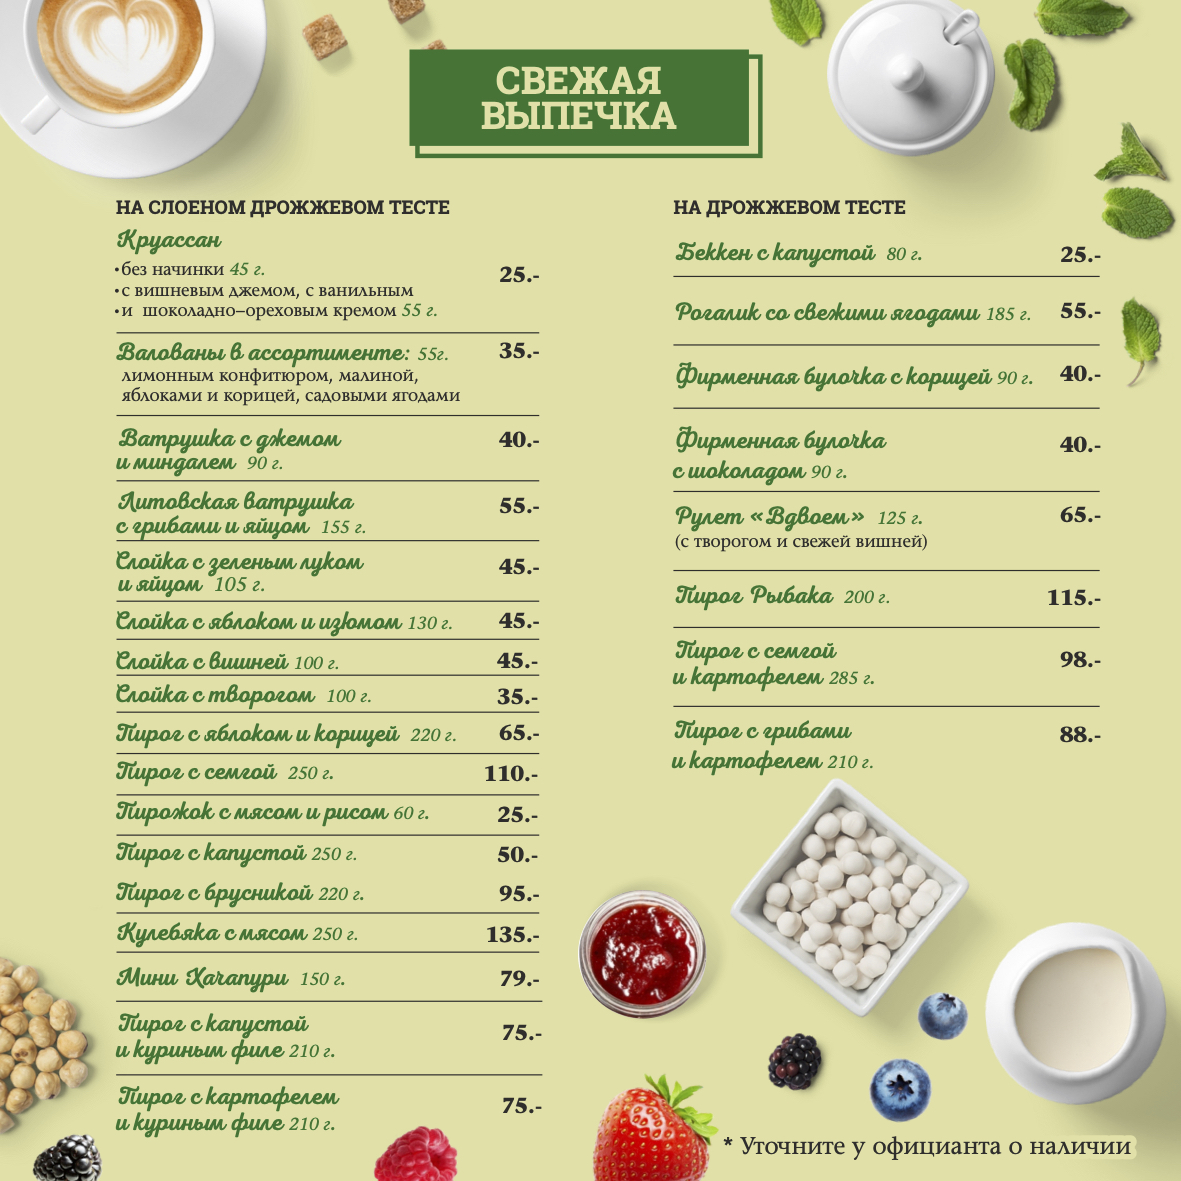 СВЕЖАЯ
ВЫПЕЧКА
НА СЛОЕНОМ ДРОЖЖЕВОМ ТЕСТЕ
Круассан
•без начинки 45 г. 25.-
•с вишневым джемом, с ванильным
•и шоколадно–ореховым кремом 55 г.
Валованы в ассортименте: 55г. 35.-
лимонным конфитюром, малиной,
яблоками и корицей, садовыми ягодами
Ватрушка с джемом 40.-
и миндалем 90 г.
Литовская ватрушка 55.-
с грибами и яйцом 155 г.
Слойка с зеленым луком 45.-
и яйцом 105 г.
Слойка с яблоком и изюмом 130 г. 45.-
Слойка с вишней 100 г. 45.-
Слойка с творогом 100 г. 35.-
Пирог с яблоком и корицей 220 г. 65.-
Пирог с семгой 250 г. 110.-
Пирожок с мясом и рисом 60 г. 25.-
Пирог с капустой 250 г. 50.-
Пирог с брусникой 220 г. 95.-
Кулебяка с мясом 250 г. 135.-
Мини Хачапури 150 г. 79.-
Пирог с капустой 75.-
и куриным филе 210 г.
Пирог с картофелем 75.-
и куриным филе 210 г.
НА ДРОЖЖЕВОМ ТЕСТЕ
Беккен с капустой 80 г. 25.-
Рогалик со свежими ягодами 185 г. 55.-
Фирменная булочка с корицей 90 г. 40.-
Фирменная булочка 40.-
с шоколадом 90 г.
Рулет «Вдвоем» 125 г. 65.-
(с творогом и свежей вишней)
Пирог Рыбака 200 г. 115.-
Пирог с семгой 98.-
и картофелем 285 г.
Пирог с грибами 88.-
и картофелем 210 г.
* Уточните у официанта о наличии